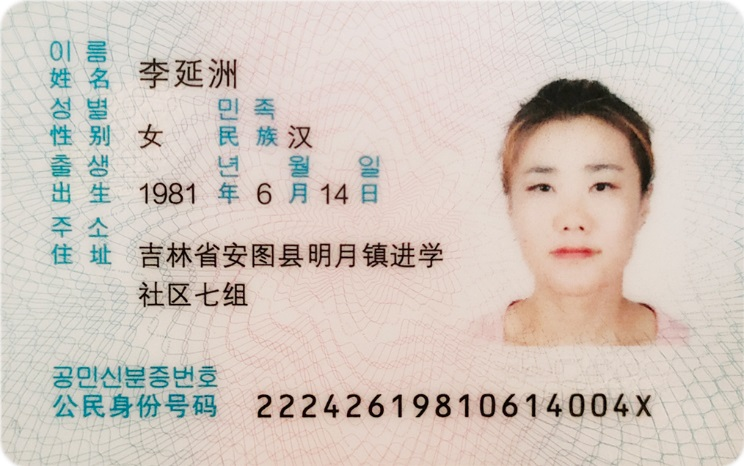 이름
姓名 李延洲
성별 민족
性别 女 民族 汉
출생 년 월 일
出生 1981 年 6 月 14 日
주소
住址 吉林省安图县明月镇进学
社区七组
공민신분증번호
公民身份号码 22242619810614004X